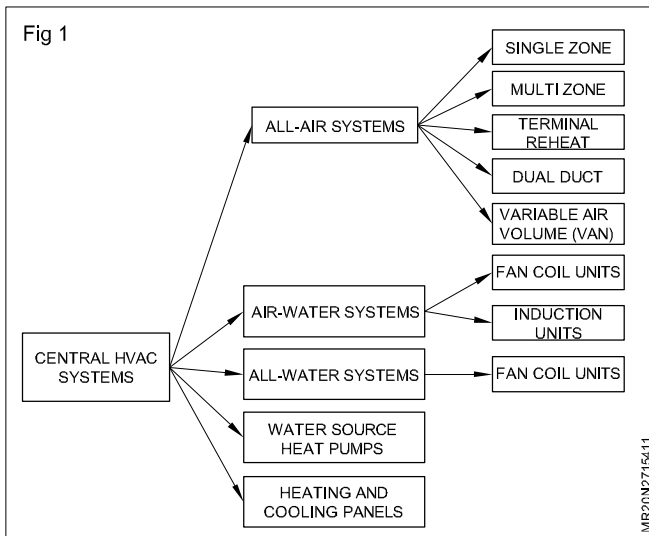 Fig 1
SINGLE ZONE
MULTI ZONE
ALL-AIR SYSTEMS
TERMINAL
REHEAT
DUAL DUCT
VARIABLE AIR
VOLUME (VAN)
FAN COIL UNITS
AIR-WATER SYSTEMS
INDUCTION
UNITS
CENTRAL HVAC
SYSTEMS
ALL-WATER SYSTEMS
FAN COIL UNITS
WATER SOURCE
HEAT PUMPS
HEATING AND
COOLING PANELS
MR20N2715411